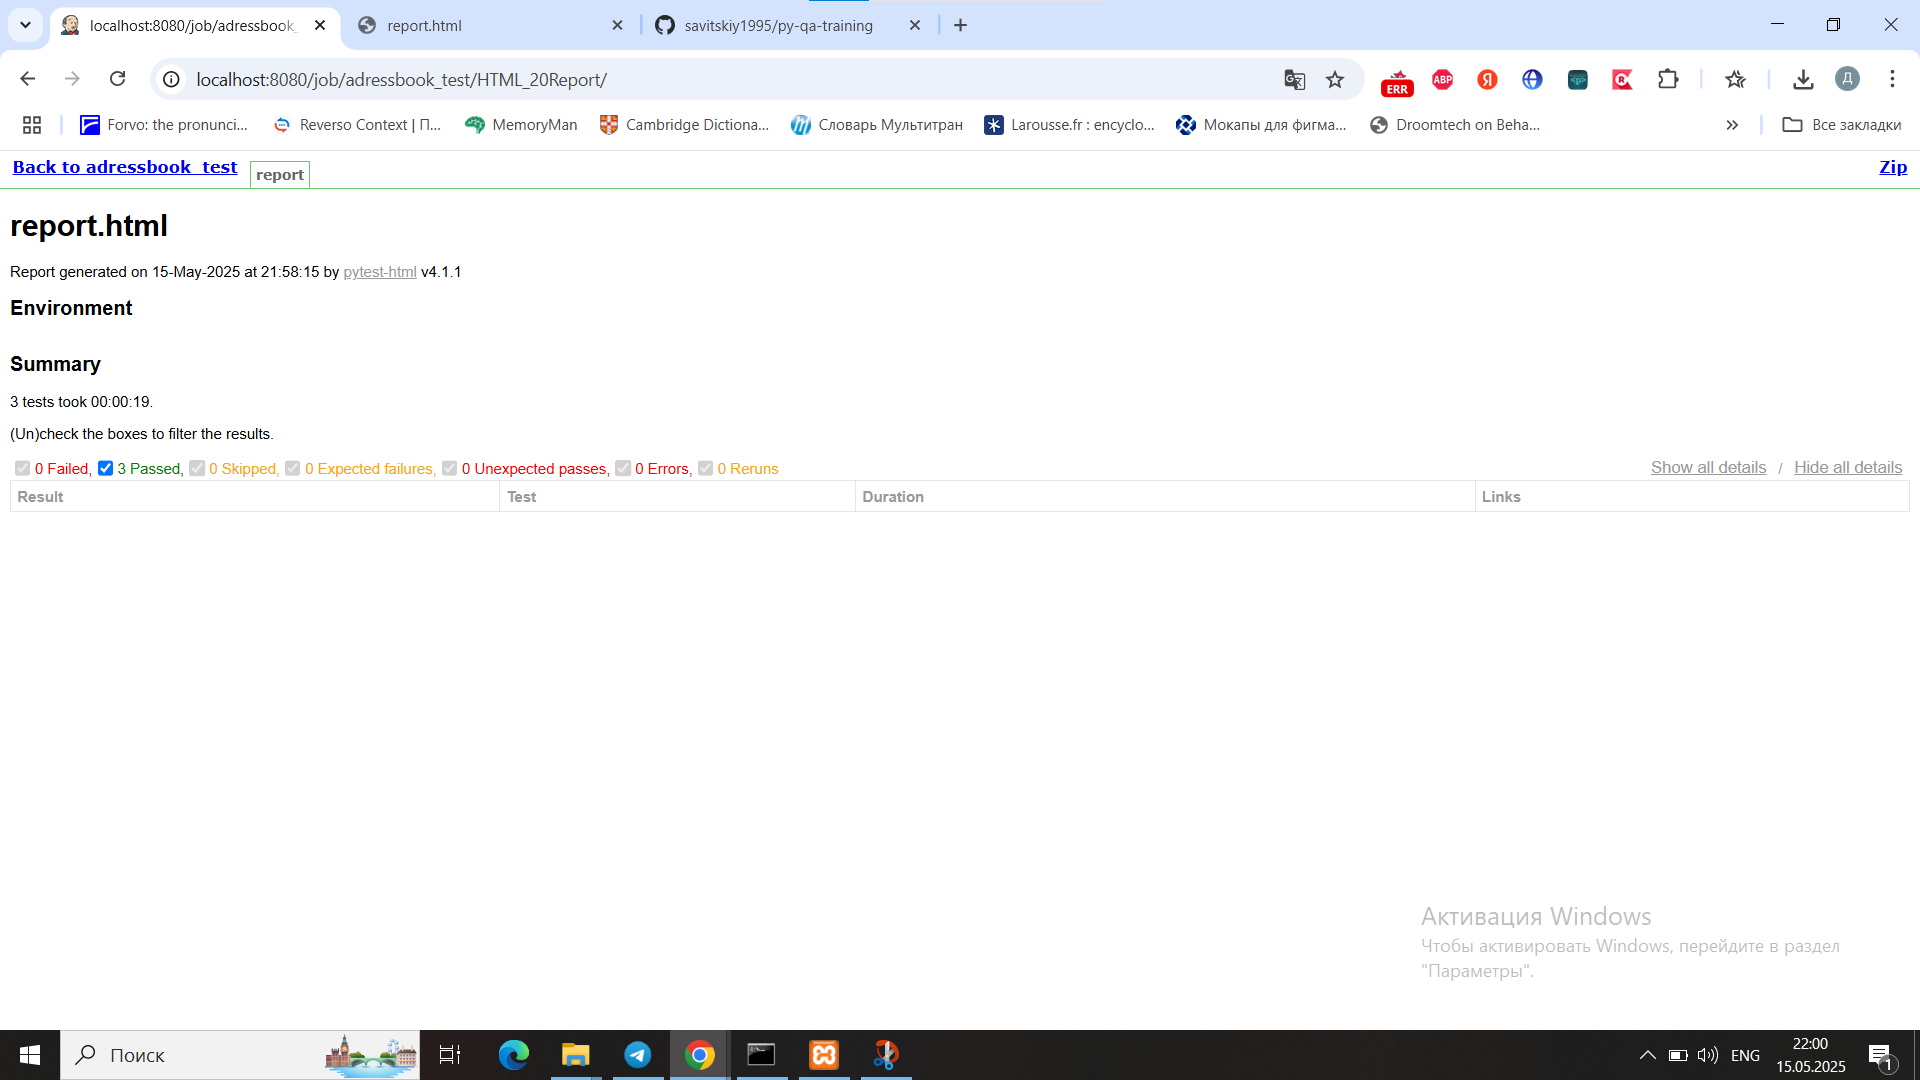 localhost:8080/job/adressbook_
report.html
savitskiy1995/py-qa-training
localhost:8080/job/adressbook_test/HTML_20Report/
ERR
ABP
Я
Д
Forvo: the pronunci...
Reverso Context | П...
MemoryMan
Cambridge Dictiona...
Словарь Мультитран
Larousse.fr : encyclo...
Мокапы для фигма...
Droomtech on Beha...
Все закладки
Back to adressbook_test
report
Zip
report.html
Report generated on 15-May-2025 at 21:58:15 by pytest-html v4.1.1
Environment
Summary
3 tests took 00:00:19.
(Un)check the boxes to filter the results.
0 Failed, 3 Passed, 0 Skipped, 0 Expected failures, 0 Unexpected passes, 0 Errors, 0 Reruns
Show all details / Hide all details
Result Test Duration Links
Активация Windows
Чтобы активировать Windows, перейдите в раздел
"Параметры".
Поиск
ENG
22:00
15.05.2025
1